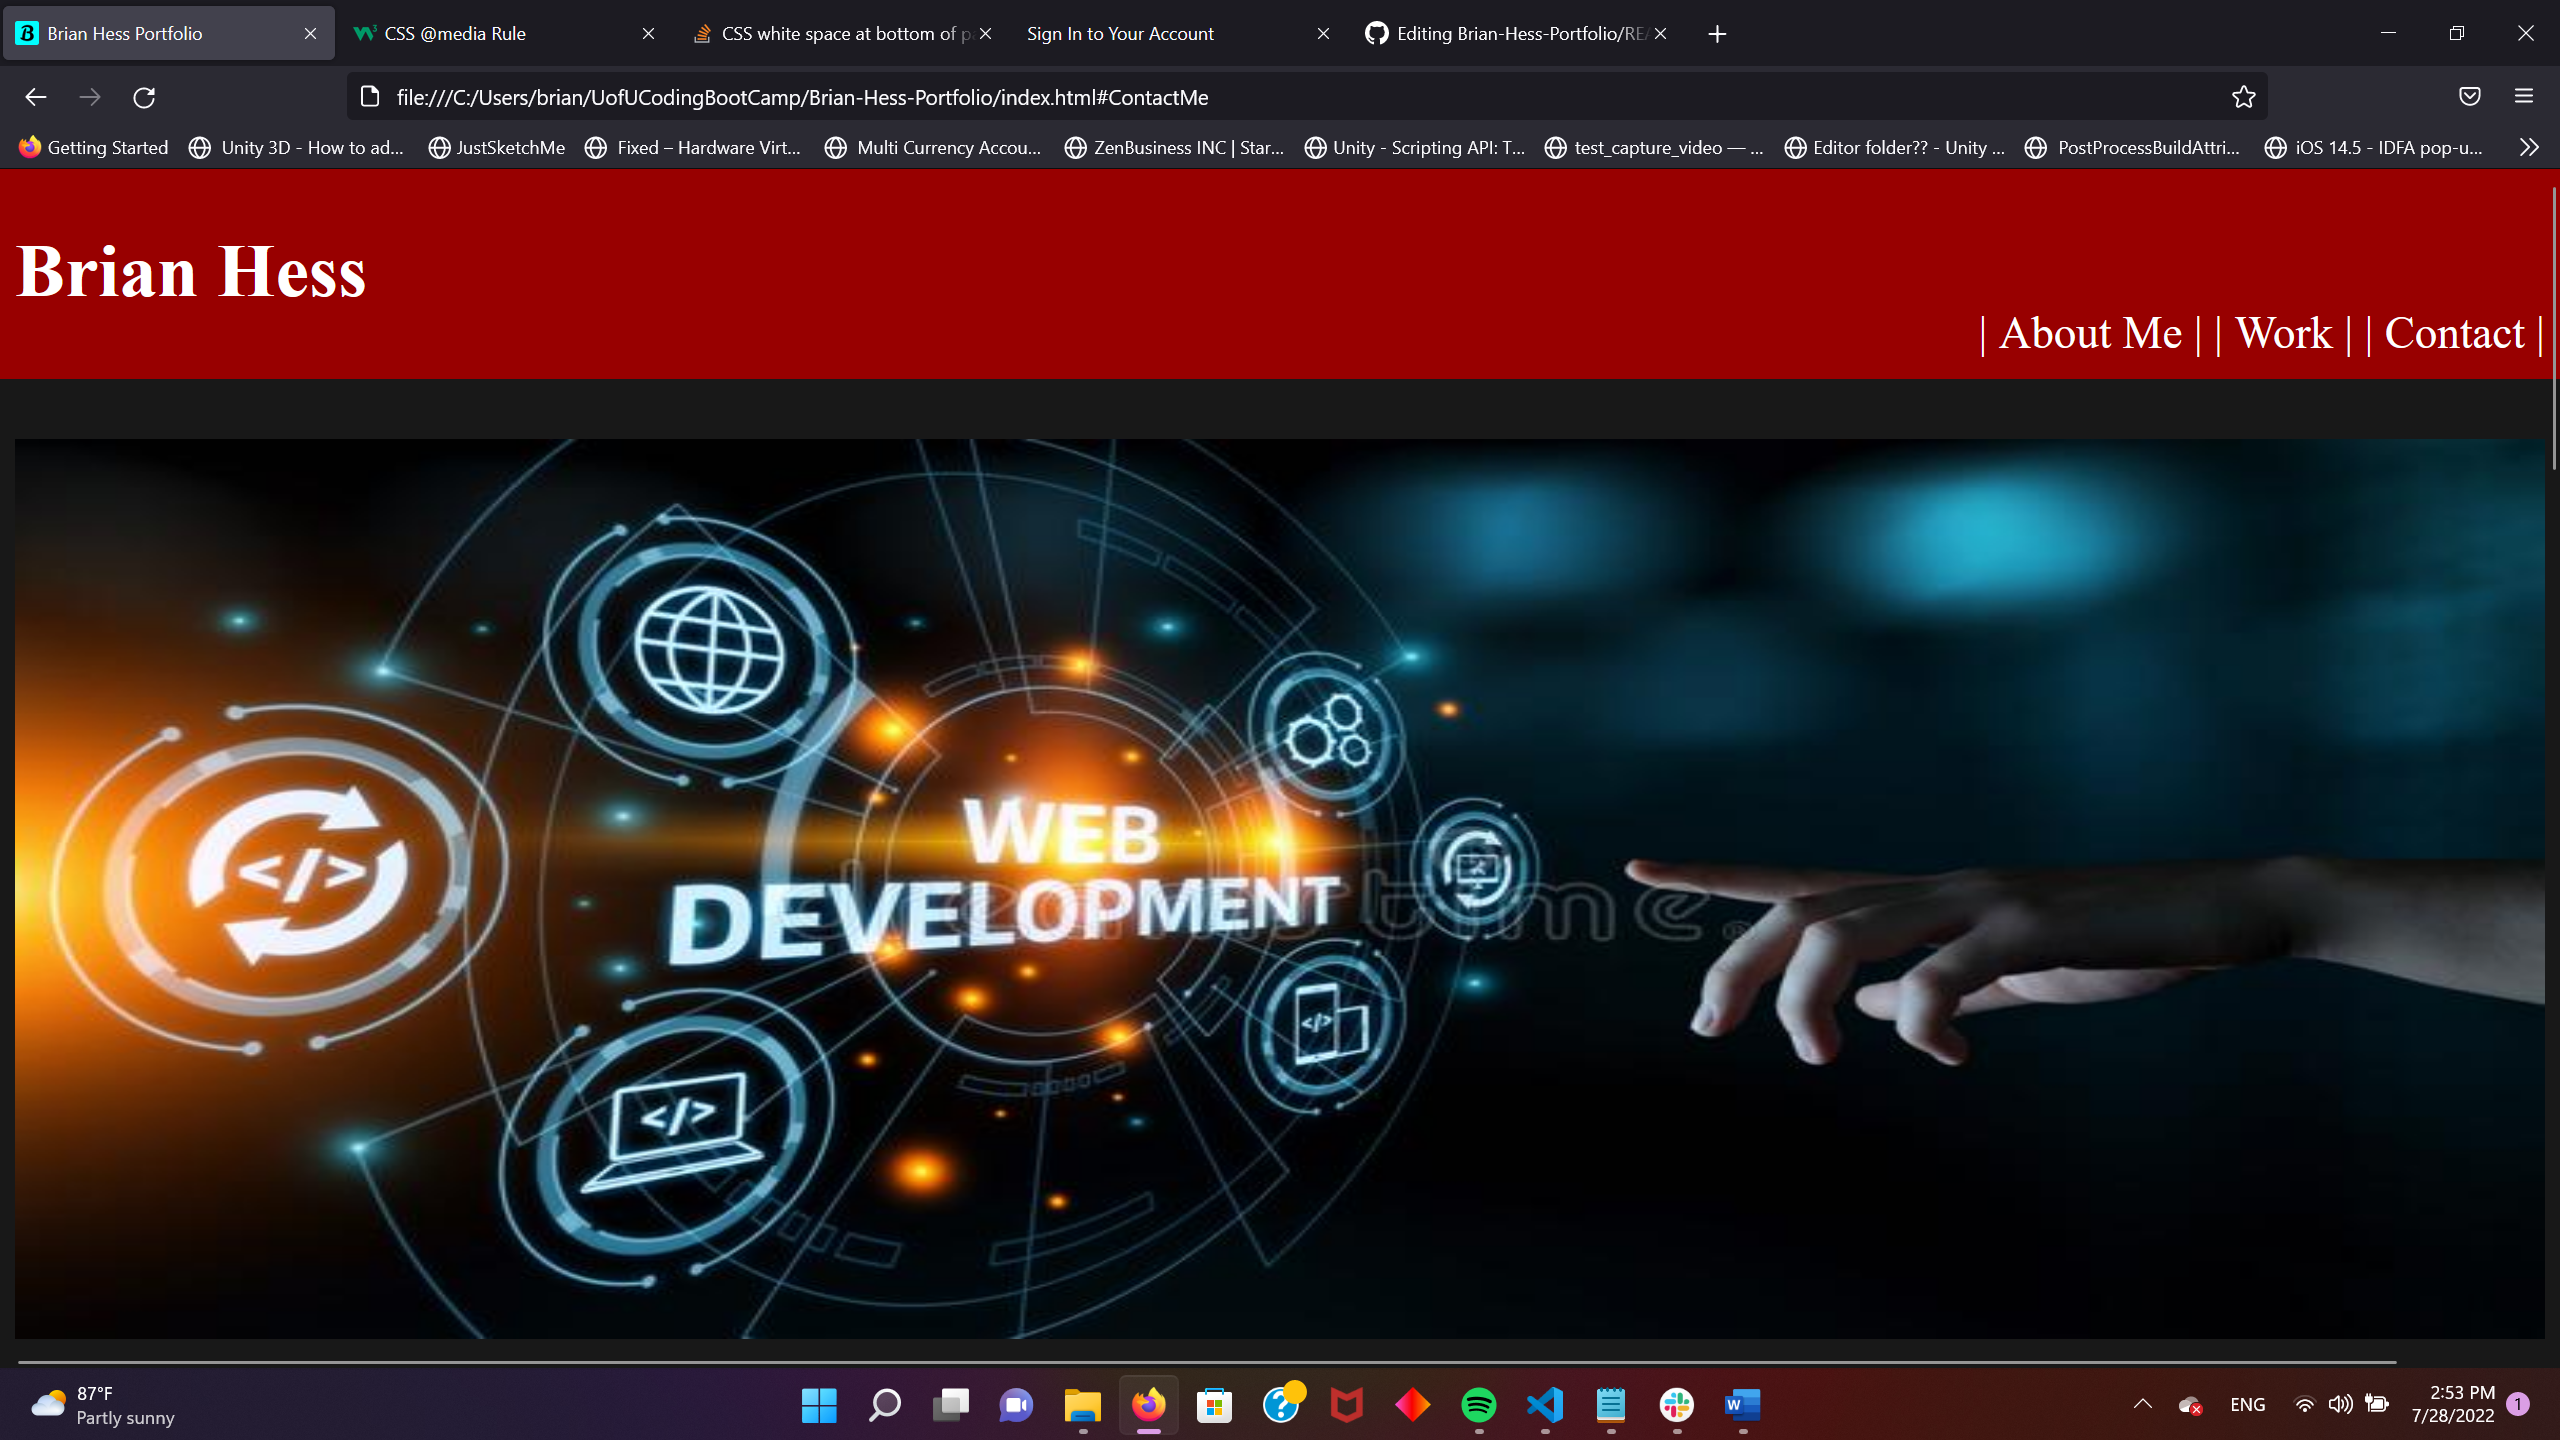 Brian Hess Portfolio
CSS @media Rule
CSS white space at bottom of pa
Sign In to Your Account
Editing Brian-Hess-Portfolio/REA
file:///C:/Users/brian/UofUCodingBootCamp/Brian-Hess-Portfolio/index.html#ContactMe
Getting Started
Unity 3D - How to ad...
JustSketchMe
Fixed – Hardware Virt...
Multi Currency Accou...
ZenBusiness INC | Star...
Unity - Scripting API: T...
test_capture_video — ...
Editor folder?? - Unity ...
PostProcessBuildAttri...
iOS 14.5 - IDFA pop-u...
Brian Hess
| About Me | | Work | | Contact |
</>
WEB
DEVELOPMENT
dreamstime®
</>
</>
87°F
Partly sunny
ENG
2:53 PM
7/28/2022
1